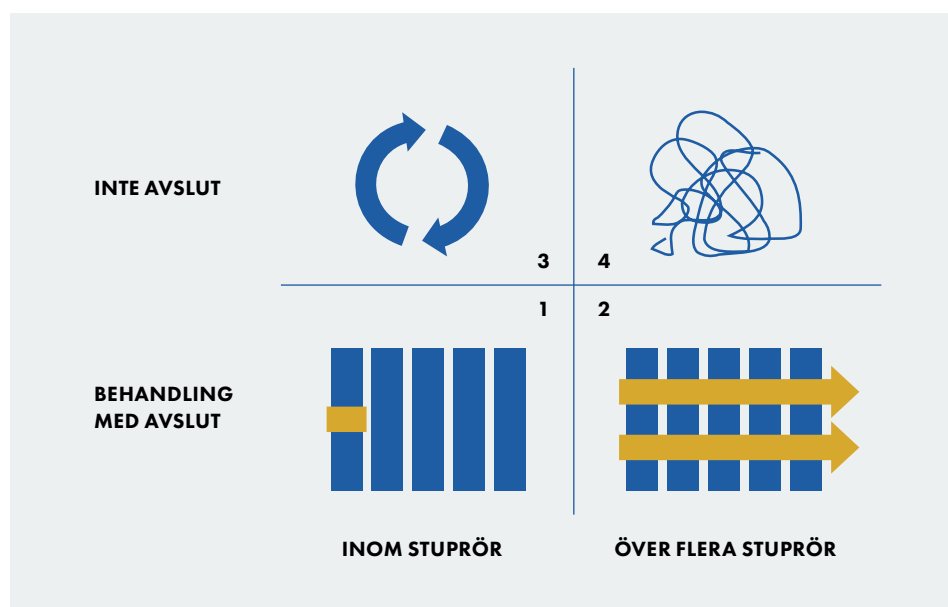 INTE AVSLUT
3
4
1
2
BEHANDLING
MED AVSLUT
INOM STUPRÖR
ÖVER FLERA STUPRÖR